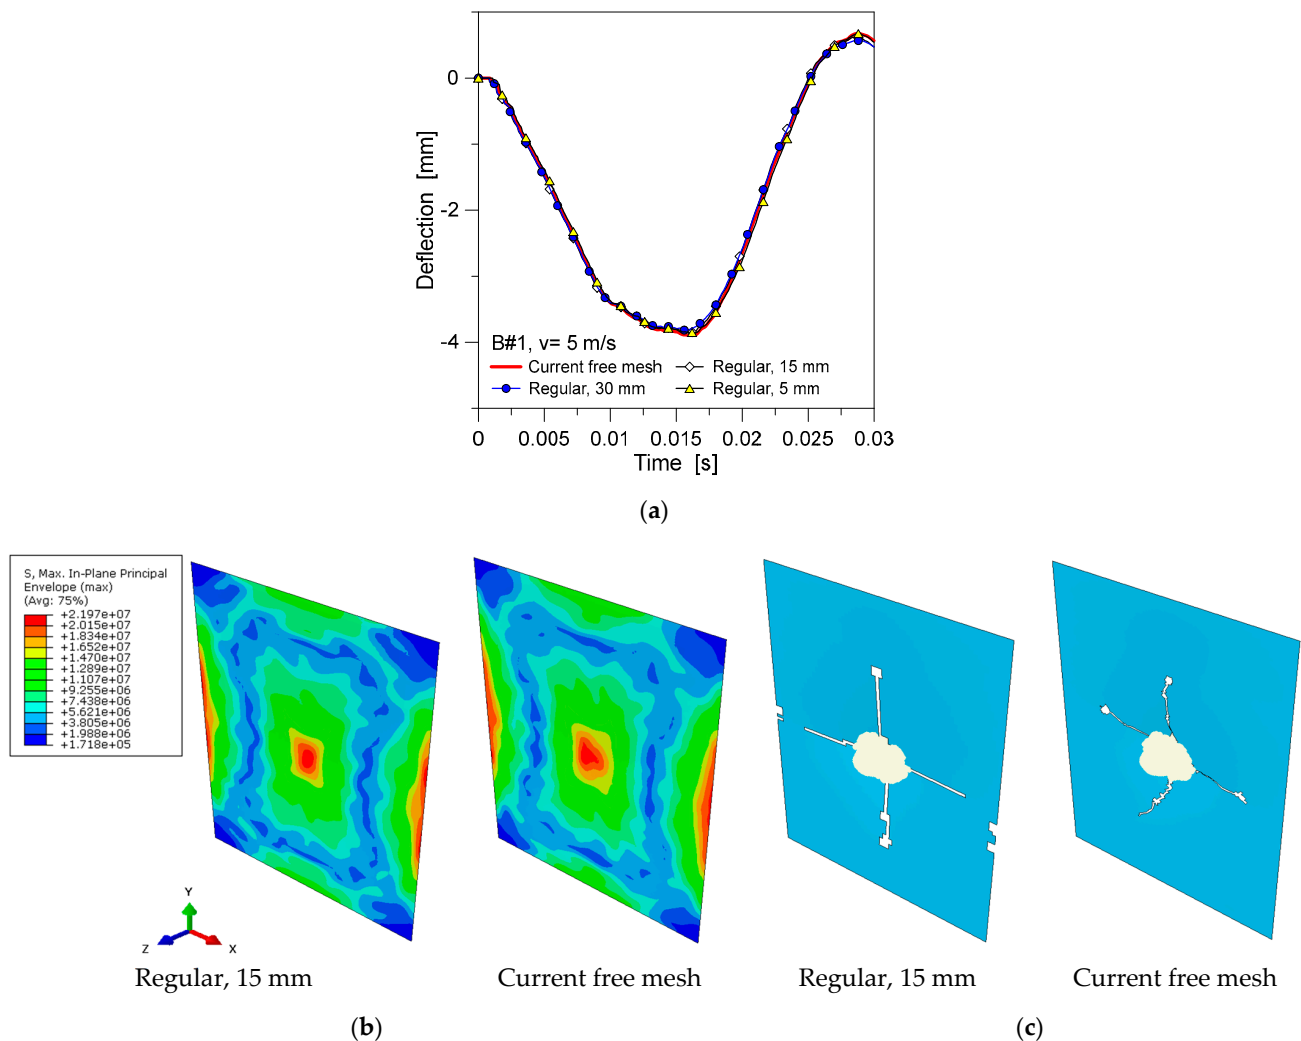 0
-2
-4
Deflection [mm]
B#1, v= 5 m/s
Current free mesh
Regular, 15 mm
Regular, 30 mm
Regular, 5 mm
0 0.005 0.01 0.015 0.02 0.025 0.03
Time [s]
(a)
S, Max. In-Plane Principal
Envelope (max)
(Avg: 75%)
+2.197e+07
+2.015e+07
+1.834e+07
+1.652e+07
+1.470e+07
+1.289e+07
+1.107e+07
+9.255e+06
+7.438e+06
+5.621e+06
+3.805e+06
+1.988e+06
+1.718e+05
Y
Z
X
Regular, 15 mm
Current free mesh
Regular, 15 mm
Current free mesh
(b)
(c)